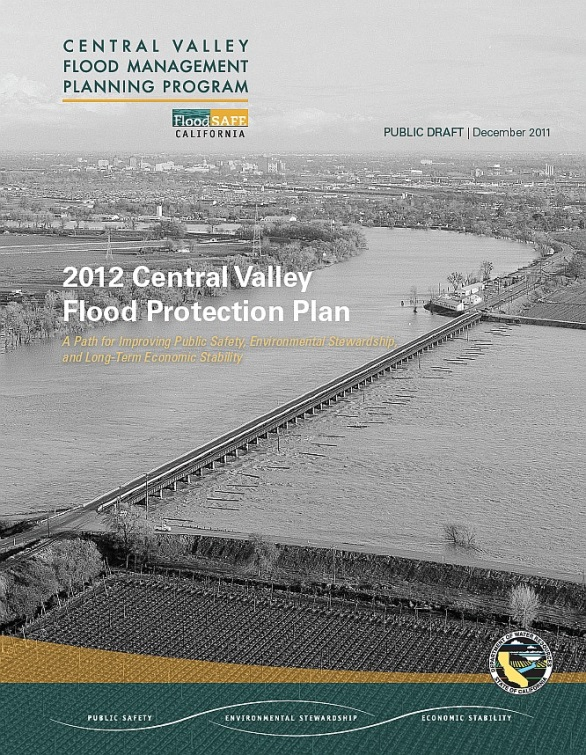 CENTRAL VALLEY
FLOOD MANAGEMENT
PLANNING PROGRAM
FloodSAFE
CALIFORNIA
PUBLIC DRAFT | December 2011
2012 Central Valley
Flood Protection Plan
A Path for Improving Public Safety, Environmental Stewardship,
and Long-Term Economic Stability
DEPARTMENT OF WATER RESOURCES
STATE OF CALIFORNIA
PUBLIC SAFETY
ENVIRONMENTAL STEWARDSHIP
ECONOMIC STABILITY